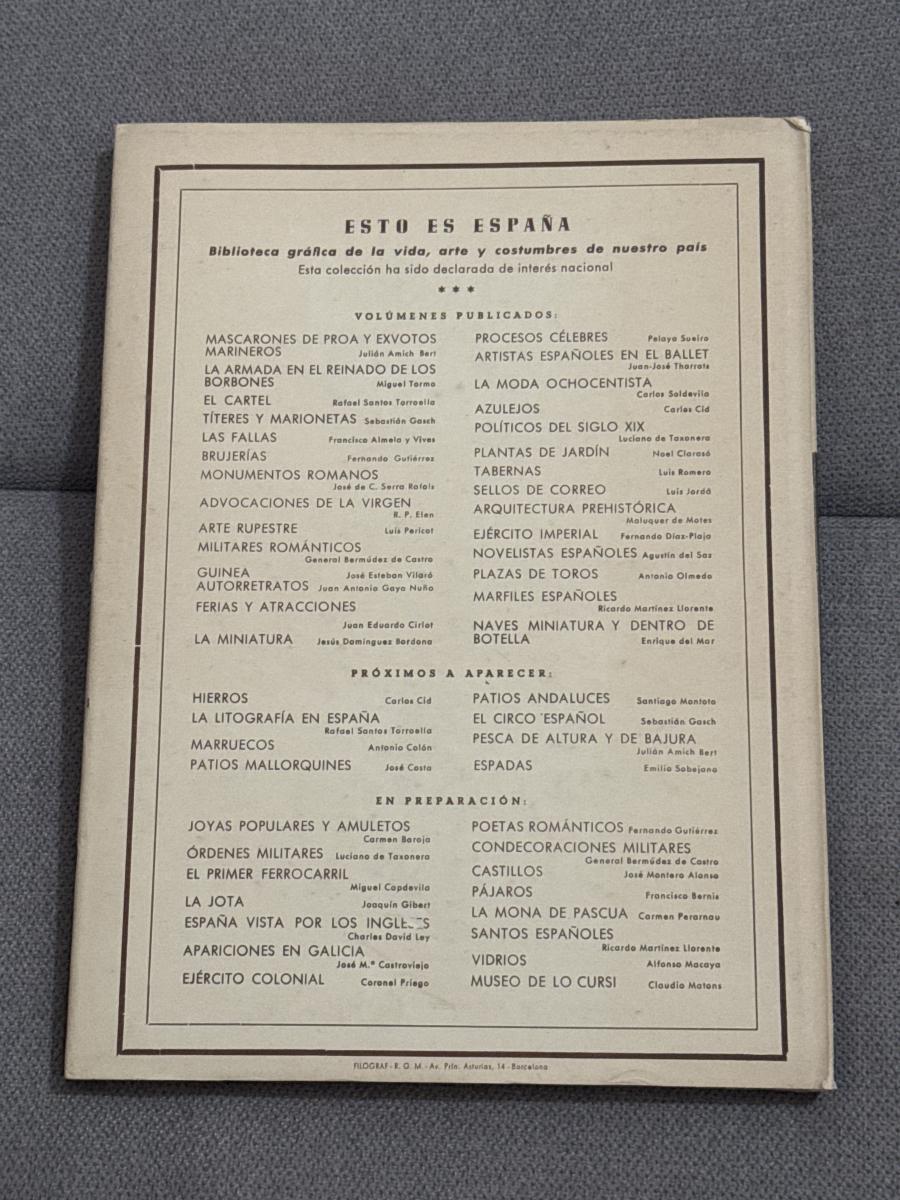 ESTO ES ESPAÑA
Biblioteca gráfica de la vida, arte y costumbres de nuestro país
Esta colección ha sido declarada de interés nacional
* * *
VOLÚMENES PUBLICADOS:
MASCARONES DE PROA Y EXVOTOS
MARINEROS Julián Amich Bert
LA ARMADA EN EL REINADO DE LOS
BORBONES Miguel Tormo
EL CARTEL Rafael Santos Torroella
TÍTERES Y MARIONETAS Sebastián Gasch
LAS FALLAS Francisco Almela y Vives
BRUJERÍAS Fernando Gutiérrez
MONUMENTOS ROMANOS
José de C. Serra Rafols
ADVOCACIONES DE LA VIRGEN
R. P. Elen
ARTE RUPESTRE Luis Pericot
MILITARES ROMÁNTICOS
General Bermúdez de Castro
GUINEA José Esteban Vilaró
AUTORRETRATOS Juan Antonio Gaya Nuño
FERIAS Y ATRACCIONES
Juan Eduardo Cirlot
LA MINIATURA Jesús Domínguez Bordona
PROCESOS CÉLEBRES Pelayo Sueiro
ARTISTAS ESPAÑOLES EN EL BALLET
Juan-José Tharrats
LA MODA OCHOCENTISTA
Carlos Soldevila
AZULEJOS Carlos Cid
POLÍTICOS DEL SIGLO XIX
Luciano de Taxonera
PLANTAS DE JARDÍN Noel Clarasó
TABERNAS Luis Romero
SELLOS DE CORREO Luis Jordá
ARQUITECTURA PREHISTÓRICA
Maluquer de Motes
EJÉRCITO IMPERIAL Fernando Díaz-Plaja
NOVELISTAS ESPAÑOLES Agustín del Saz
PLAZAS DE TOROS Antonio Olmedo
MARFILES ESPAÑOLES
Ricardo Martínez Llorente
NAVES MINIATURA Y DENTRO DE
BOTELLA Enrique del Mar
PRÓXIMOS A APARECER:
HIERROS Carlos Cid
LA LITOGRAFÍA EN ESPAÑA
Rafael Santos Torroella
MARRUECOS Antonio Colón
PATIOS MALLORQUINES José Costa
PATIOS ANDALUCES Santiago Montoto
EL CIRCO ESPAÑOL Sebastián Gasch
PESCA DE ALTURA Y DE BAJURA
Julián Amich Bert
ESPADAS Emilio Sobejano
EN PREPARACIÓN:
JOYAS POPULARES Y AMULETOS
Carmen Baroja
ÓRDENES MILITARES Luciano de Taxonera
EL PRIMER FERROCARRIL
Miguel Capdevila
LA JOTA Joaquín Gibert
ESPAÑA VISTA POR LOS INGLESES
Charles David Ley
APARICIONES EN GALICIA
José M.ª Castroviejo
EJÉRCITO COLONIAL Coronel Priego
POETAS ROMÁNTICOS Fernando Gutiérrez
CONDECORACIONES MILITARES
General Bermúdez de Castro
CASTILLOS José Montero Alonso
PÁJAROS Francisco Bernis
LA MONA DE PASCUA Carmen Perarnau
SANTOS ESPAÑOLES
Ricardo Martínez Llorente
VIDRIOS Alfonso Macaya
MUSEO DE LO CURSI Claudio Matons
FILOGRAF - R. G. M. - Av. Prín. Asturias, 14 - Barcelona